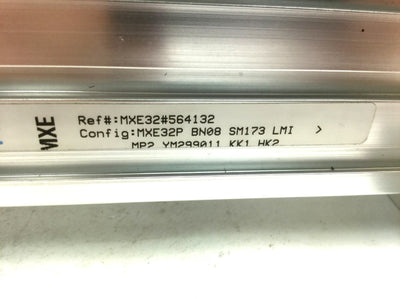 MXE
Ref#:MXE32#564132
Config:MXE32P BN08 SM173 LMI >
MP2 YM299011 KK1 HK2